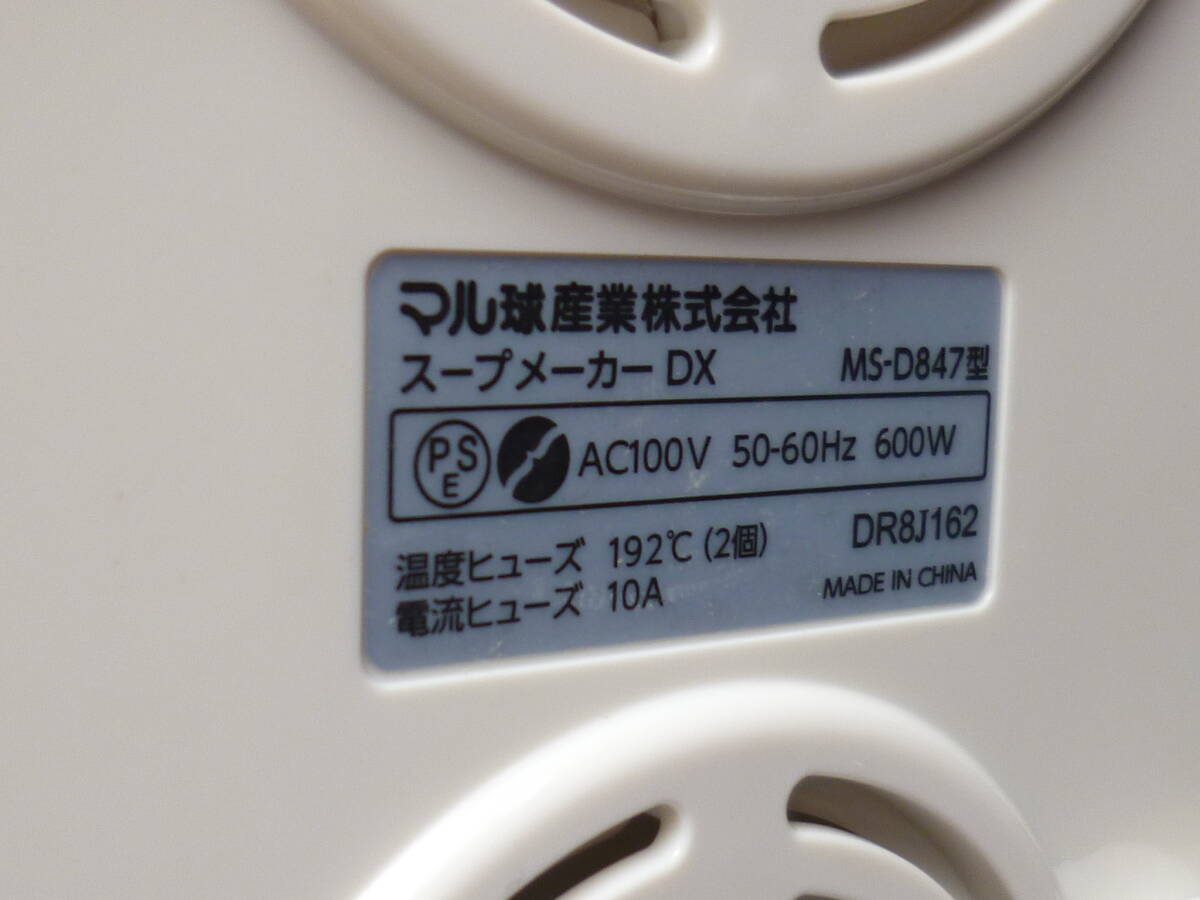 マル球産業株式会社
スープメーカー DX MS-D847型
PSE AC100V 50-60Hz 600W
温度ヒューズ 192℃ (2個) DR8J162
電流ヒューズ 10A MADE IN CHINA